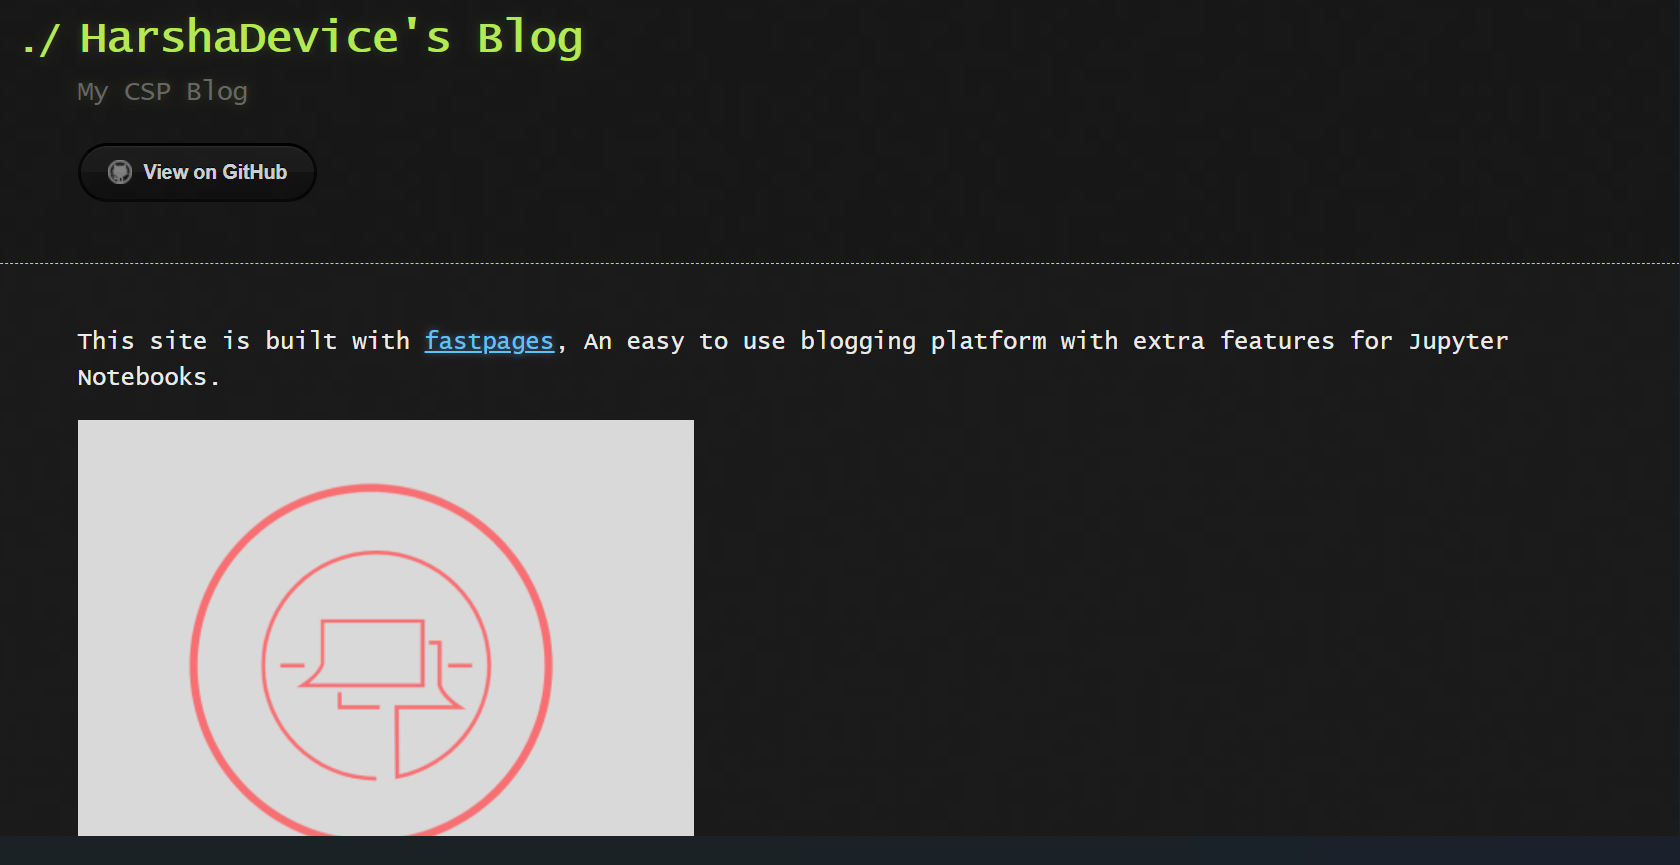 ./ HarshaDevice's Blog
My CSP Blog
View on GitHub
This site is built with fastpages, An easy to use blogging platform with extra features for Jupyter
Notebooks.